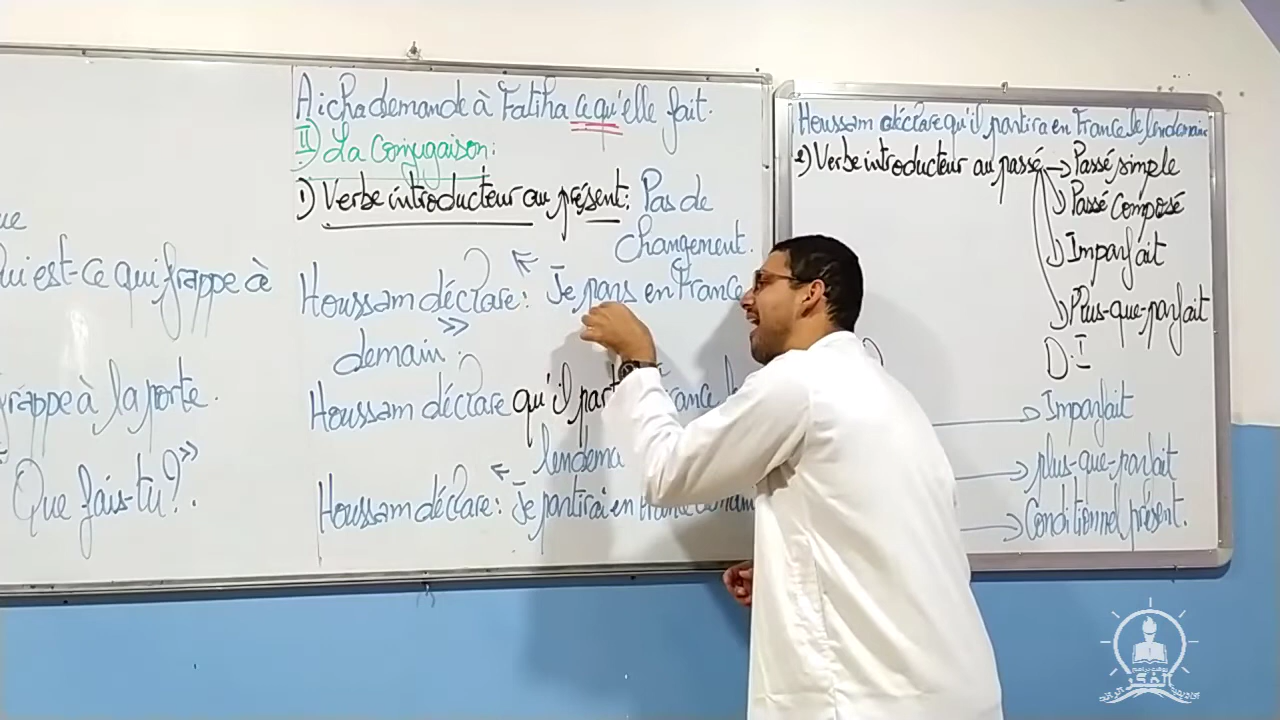 ue
Qui est-ce qui frappe à
frappe à la porte.
Que fais-tu?».
Aicha demande à Fatiha ce qu'elle fait.
II) La Conjugaison:
1) Verbe introducteur au présent: Pas de
changement.
Houssam déclare: « Je pars en France
demain ».
Houssam déclare qu'il part
lendema
Houssam déclare: « Je partirai en France demain
Houssam déclare qu'il partira en France le lendemain
2) Verbe introducteur au passé → Passé simple
Passé composé
Imparfait
Plus-que-parfait
D.I
→ Imparfait
→ plus-que-parfait
→ Conditionnel présent.
الفكر